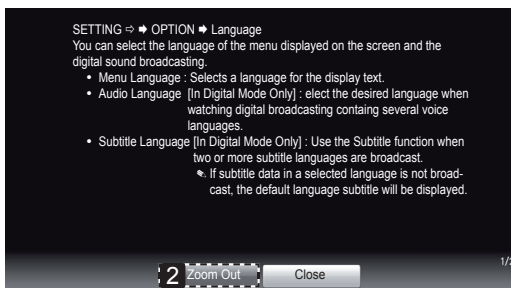 SETTING ⇨ ➡ OPTION ➡ Language
You can select the language of the menu displayed on the screen and the
digital sound broadcasting.
• Menu Language : Selects a language for the display text.
• Audio Language [In Digital Mode Only] : elect the desired language when
watching digital broadcasting containg several voice
languages.
• Subtitle Language [In Digital Mode Only] : Use the Subtitle function when
two or more subtitle languages are broadcast.
✎ If subtitle data in a selected language is not broad-
cast, the default language subtitle will be displayed.
1/2
2 Zoom Out Close